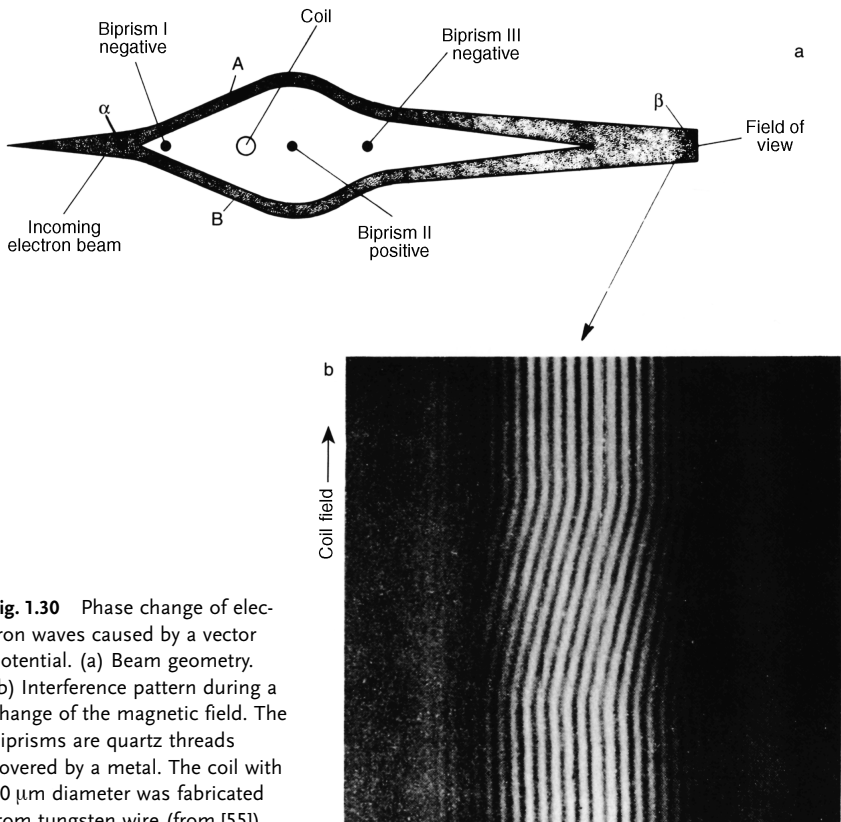 Coil
Biprism I
negative
Biprism III
negative
a
A
α
β
Field of
view
B
Incoming
electron beam
Biprism II
positive
b
Coil field
ig. 1.30 Phase change of elec-
ron waves caused by a vector
otential. (a) Beam geometry.
b) Interference pattern during a
hange of the magnetic field. The
iprisms are quartz threads
overed by a metal. The coil with
0 μm diameter was fabricated
rom tungsten wire (from [55])